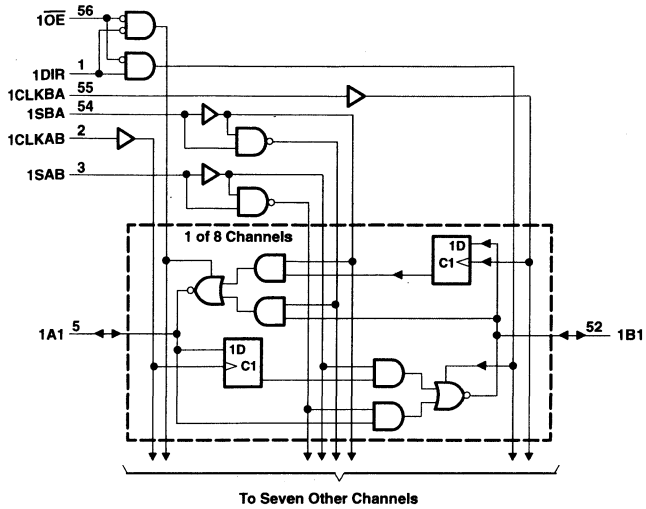 1O̅E̅ 56
1DIR 1
1CLKBA 55
1SBA 54
1CLKAB 2
1SAB 3
1 of 8 Channels
1D
C1
1A1 5
52 1B1
1D
C1
To Seven Other Channels